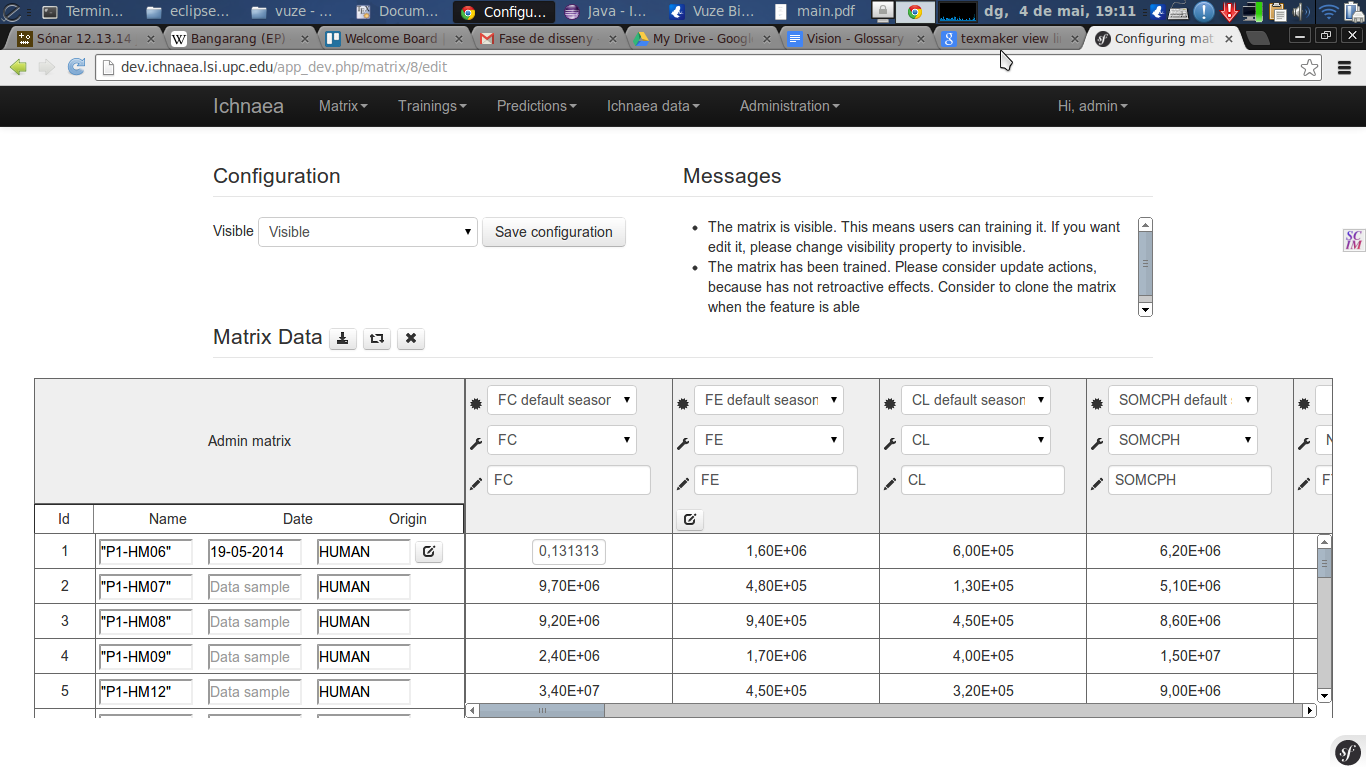 Termin... eclipse... vuze - ... Docum... Configu... Java - I... Vuze Bi... main.pdf dg, 4 de mai, 19:11
Sónar 12.13.14 Bangarang (EP) Welcome Board Fase de disseny My Drive - Googl Vision - Glossary texmaker view li Configuring mat
dev.ichnaea.lsi.upc.edu/app_dev.php/matrix/8/edit
Ichnaea Matrix Trainings Predictions Ichnaea data Administration Hi, admin
Configuration
Visible Visible Save configuration
Messages
The matrix is visible. This means users can training it. If you want
edit it, please change visibility property to invisible.
The matrix has been trained. Please consider update actions,
because has not retroactive effects. Consider to clone the matrix
when the feature is able
SC
IM
Matrix Data
Admin matrix
FC default season FE default season CL default season SOMCPH default
FC FE CL SOMCPH
FC FE CL SOMCPH
Id Name Date Origin
1 "P1-HM06" 19-05-2014 HUMAN 0,131313 1,60E+06 6,00E+05 6,20E+06
2 "P1-HM07" Data sample HUMAN 9,70E+06 4,80E+05 1,30E+05 5,10E+06
3 "P1-HM08" Data sample HUMAN 9,20E+06 9,40E+05 4,50E+05 8,60E+06
4 "P1-HM09" Data sample HUMAN 2,40E+06 1,70E+06 4,00E+05 1,50E+07
5 "P1-HM12" Data sample HUMAN 3,40E+07 4,50E+05 3,20E+05 9,00E+06
sf